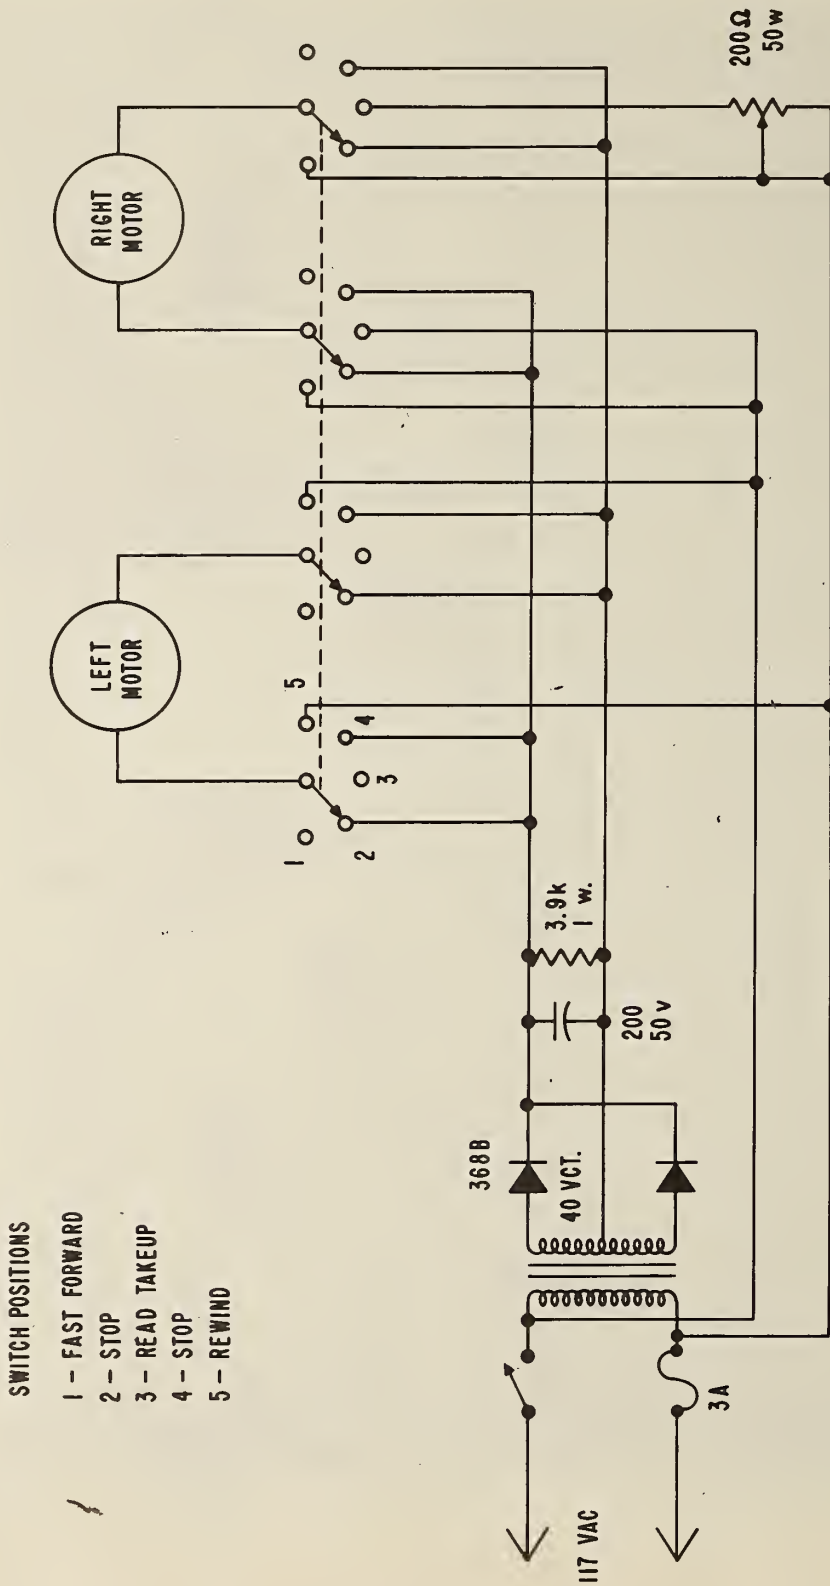 SWITCH POSITIONS
1 – FAST FORWARD
2 – STOP
3 – READ TAKEUP
4 – STOP
5 – REWIND
LEFT
MOTOR
RIGHT
MOTOR
1
2
3
4
5
117 VAC
3A
368B
40 VCT.
200
50 v
3.9k
1 w.
200Ω
50w